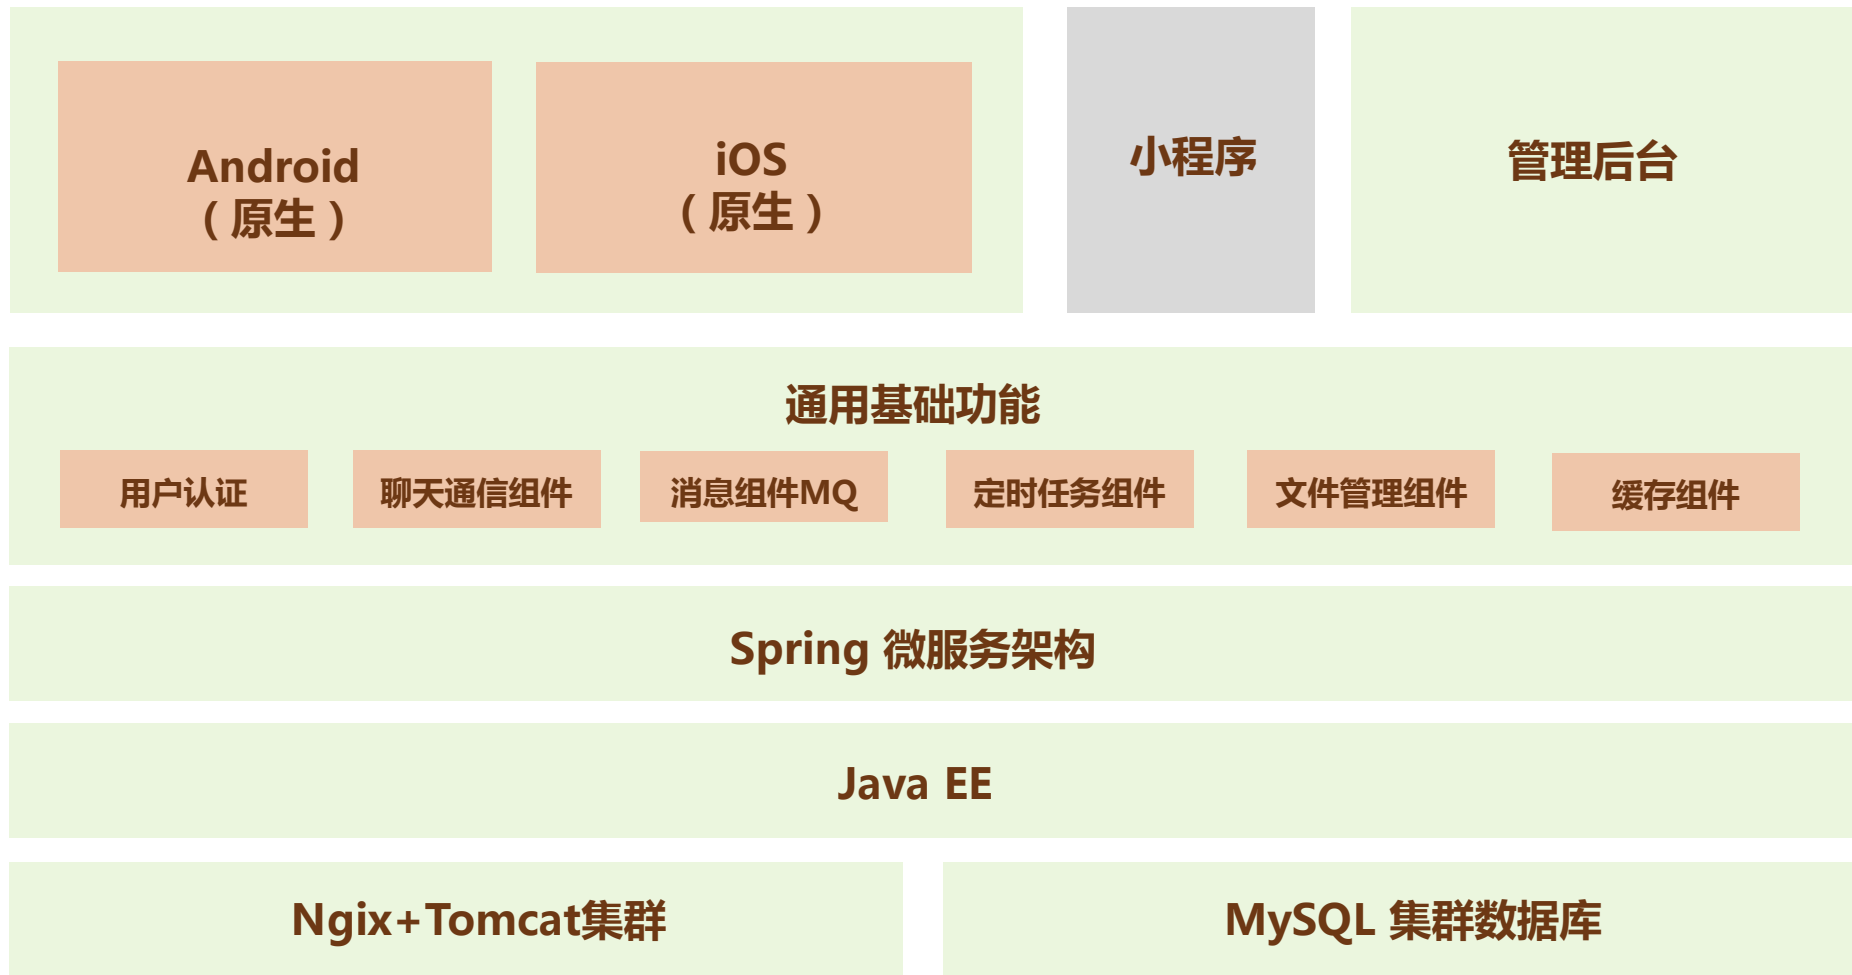 Android
（原生）
iOS
（原生）
小程序
管理后台
通用基础功能
用户认证
聊天通信组件
消息组件MQ
定时任务组件
文件管理组件
缓存组件
Spring 微服务架构
Java EE
Ngix+Tomcat集群
MySQL 集群数据库